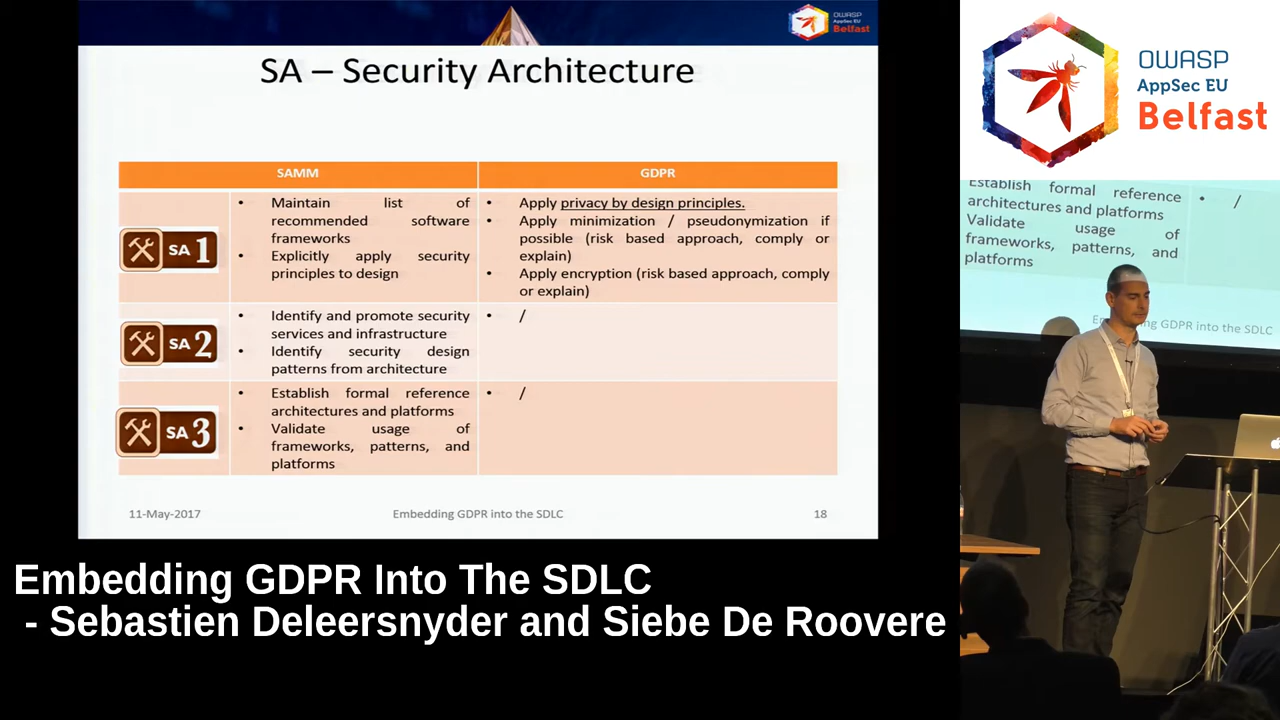 OWASP
AppSec EU
Belfast
SA – Security Architecture
SAMM
GDPR
SA 1
• Maintain list of
recommended software
frameworks
• Explicitly apply security
principles to design
• Apply privacy by design principles.
• Apply minimization / pseudonymization if
possible (risk based approach, comply or
explain)
• Apply encryption (risk based approach, comply
or explain)
SA 2
• Identify and promote security
services and infrastructure
• Identify security design
patterns from architecture
• /
SA 3
• Establish formal reference
architectures and platforms
• Validate usage of
frameworks, patterns, and
platforms
• /
11-May-2017
Embedding GDPR into the SDLC
18
OWASP
AppSec EU
Belfast
Establish formal reference
architectures and platforms
Validate usage of
frameworks, patterns, and
platforms
• /
GDPR into the SDLC
Embedding GDPR Into The SDLC
- Sebastien Deleersnyder and Siebe De Roovere